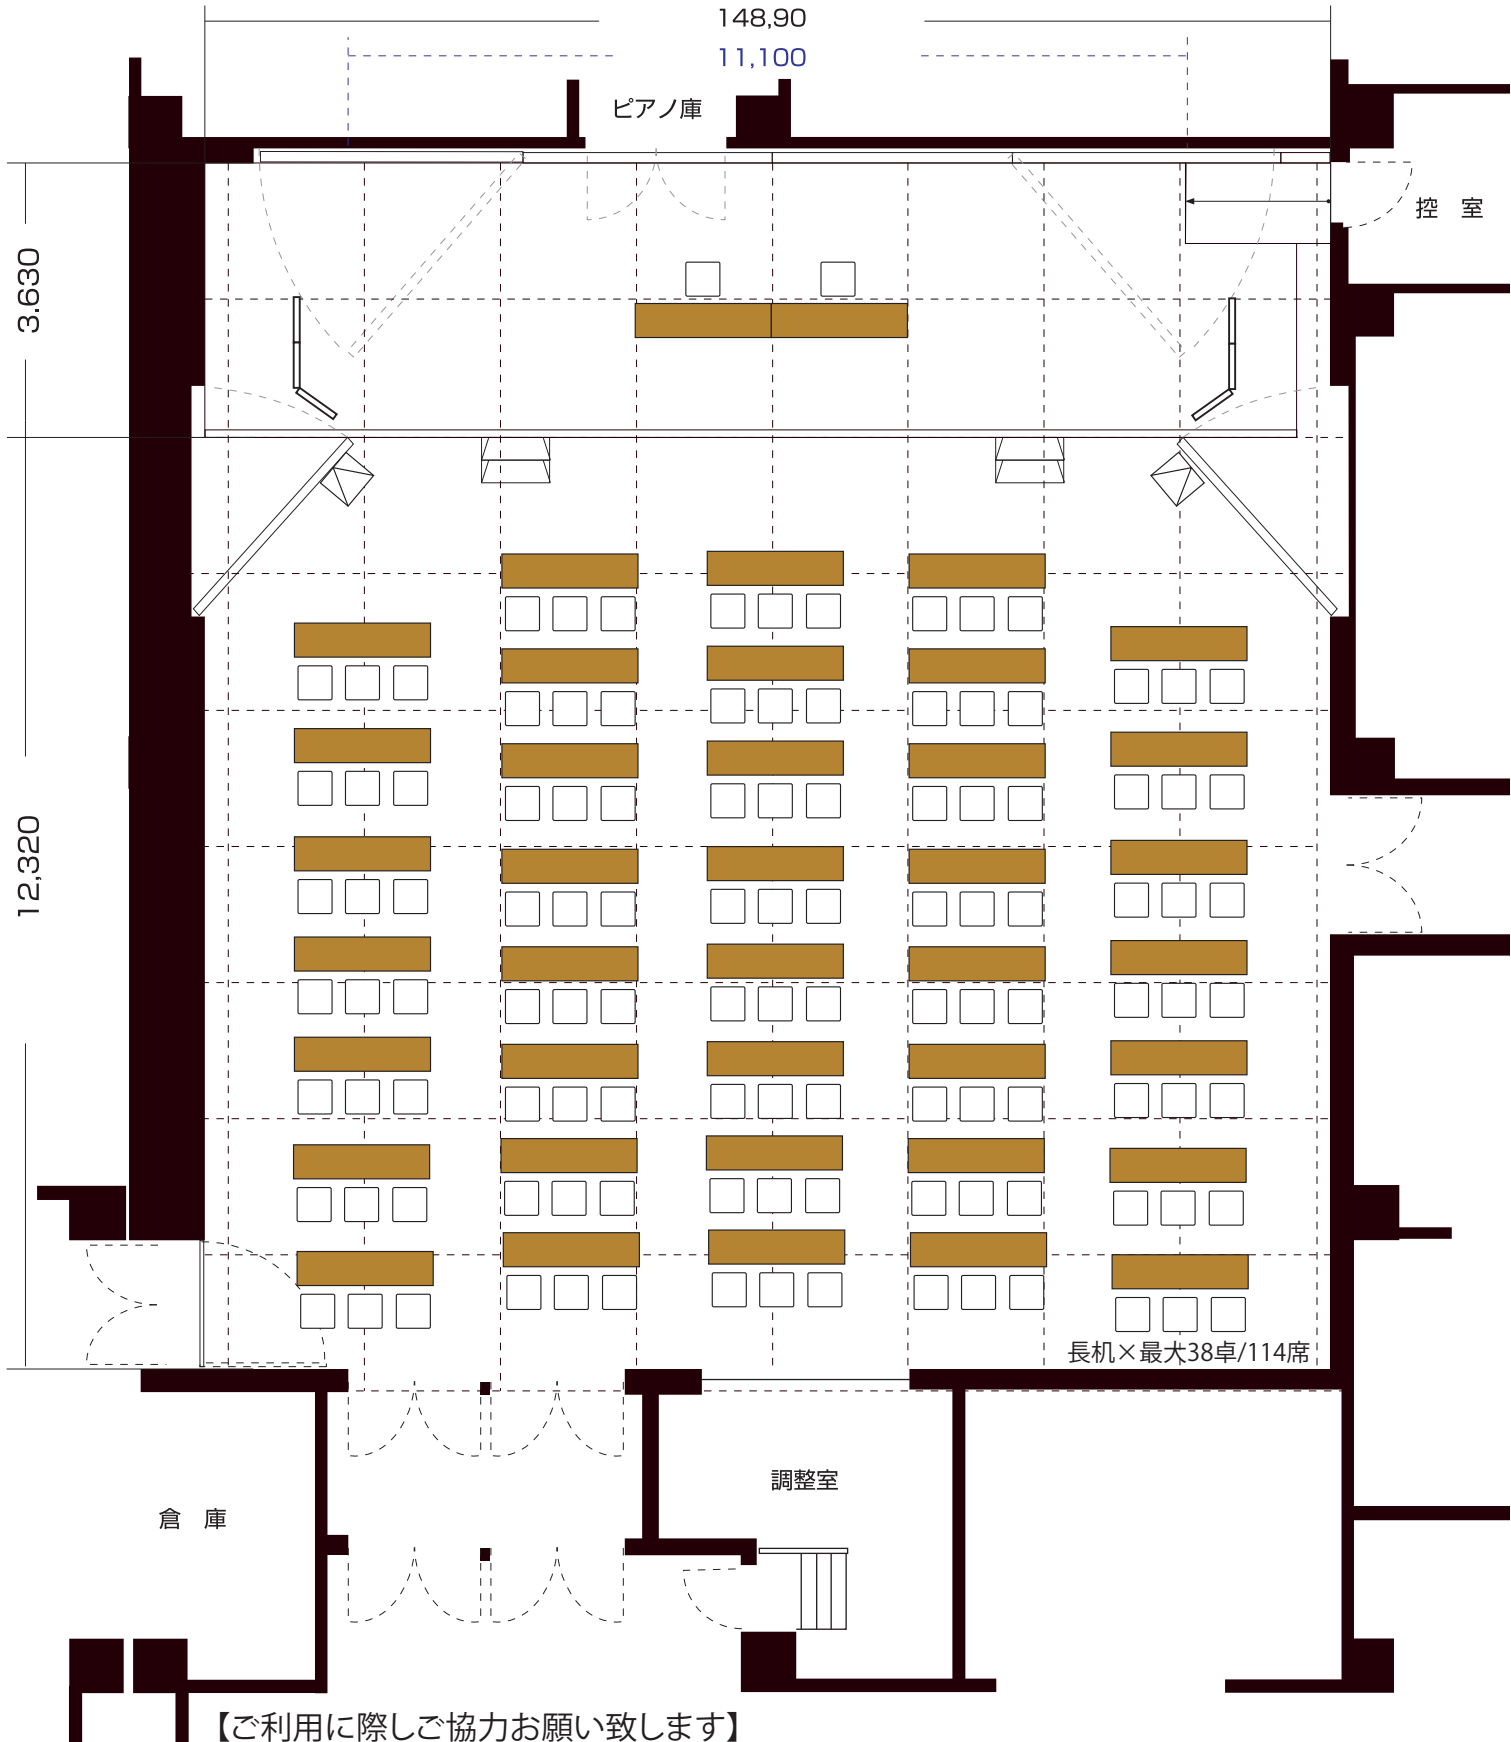 148,90
11,100
ピアノ庫
控　室
3.630
12,320
長机×最大38卓/114席
調整室
倉　庫
【ご利用に際しご協力お願い致します】